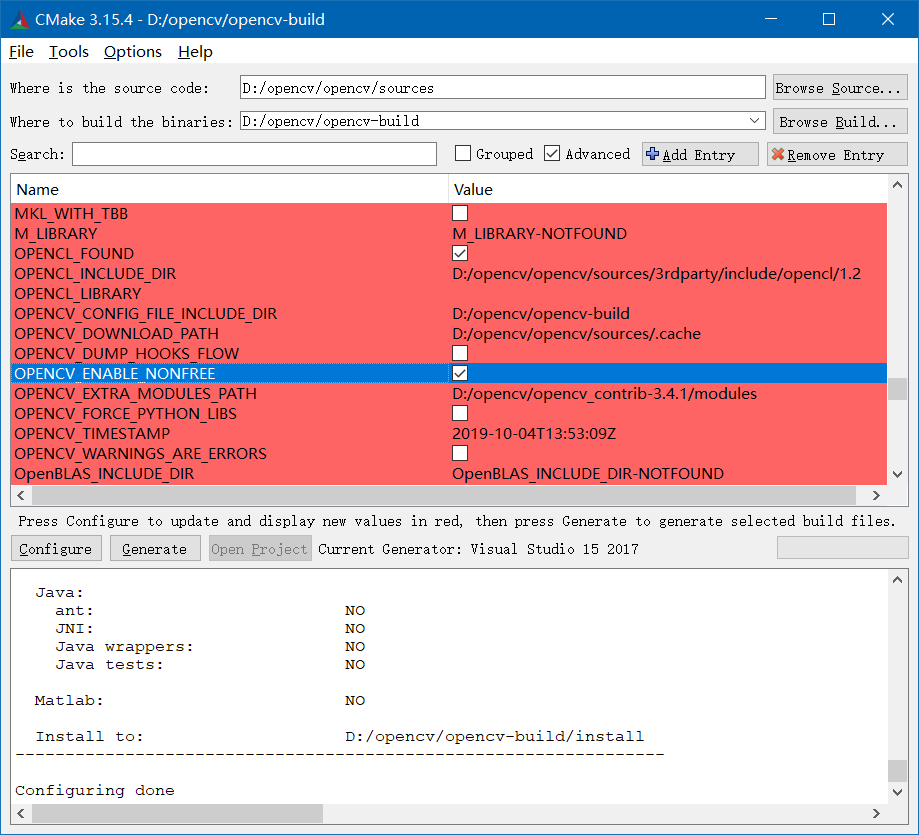 CMake 3.15.4 - D:/opencv/opencv-build
File Tools Options Help
Where is the source code: D:/opencv/opencv/sources Browse Source...
Where to build the binaries: D:/opencv/opencv-build Browse Build...
Search: Grouped Advanced Add Entry Remove Entry
Name Value
MKL_WITH_TBB
M_LIBRARY M_LIBRARY-NOTFOUND
OPENCL_FOUND
OPENCL_INCLUDE_DIR D:/opencv/opencv/sources/3rdparty/include/opencl/1.2
OPENCL_LIBRARY
OPENCV_CONFIG_FILE_INCLUDE_DIR D:/opencv/opencv-build
OPENCV_DOWNLOAD_PATH D:/opencv/opencv/sources/.cache
OPENCV_DUMP_HOOKS_FLOW
OPENCV_ENABLE_NONFREE
OPENCV_EXTRA_MODULES_PATH D:/opencv/opencv_contrib-3.4.1/modules
OPENCV_FORCE_PYTHON_LIBS
OPENCV_TIMESTAMP 2019-10-04T13:53:09Z
OPENCV_WARNINGS_ARE_ERRORS
OpenBLAS_INCLUDE_DIR OpenBLAS_INCLUDE_DIR-NOTFOUND
Press Configure to update and display new values in red, then press Generate to generate selected build files.
Configure Generate Open Project Current Generator: Visual Studio 15 2017
Java:
ant: NO
JNI: NO
Java wrappers: NO
Java tests: NO
Matlab: NO
Install to: D:/opencv/opencv-build/install
-----------------------------------------------------------------
Configuring done